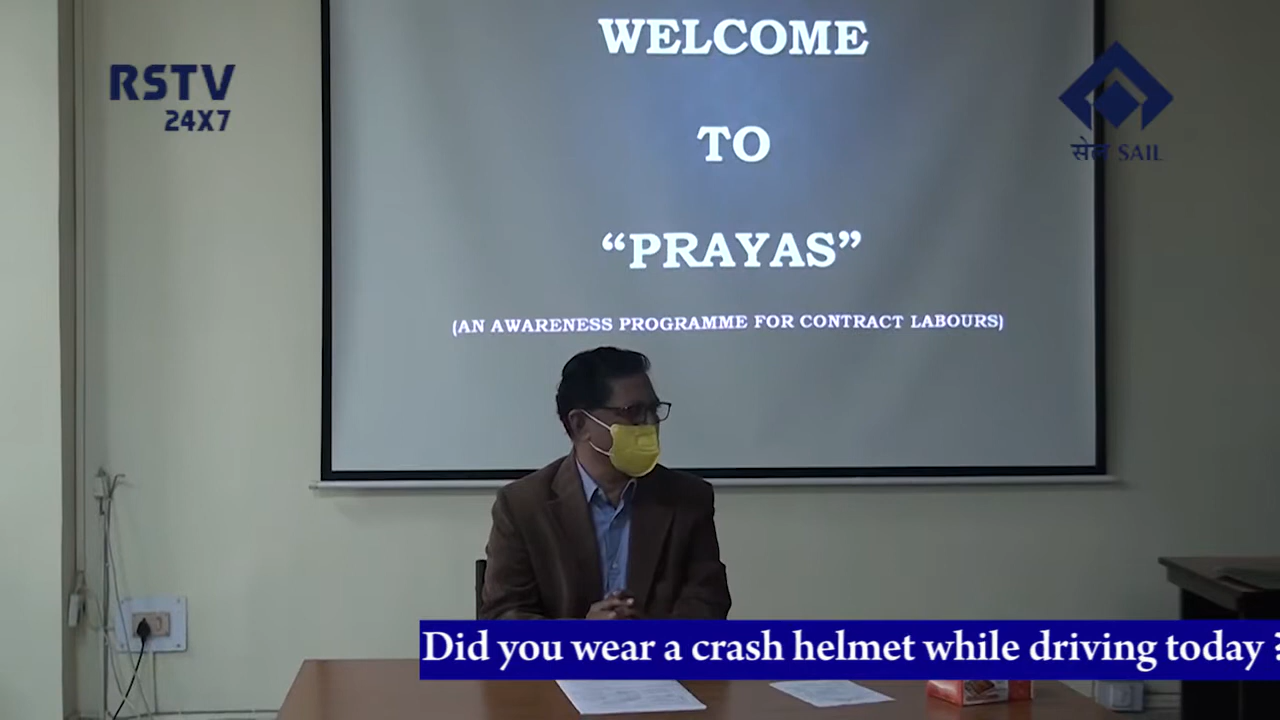 RSTV
24X7
सेल SAIL
WELCOME
TO
“PRAYAS”
(AN AWARENESS PROGRAMME FOR CONTRACT LABOURS)
Did you wear a crash helmet while driving today ?